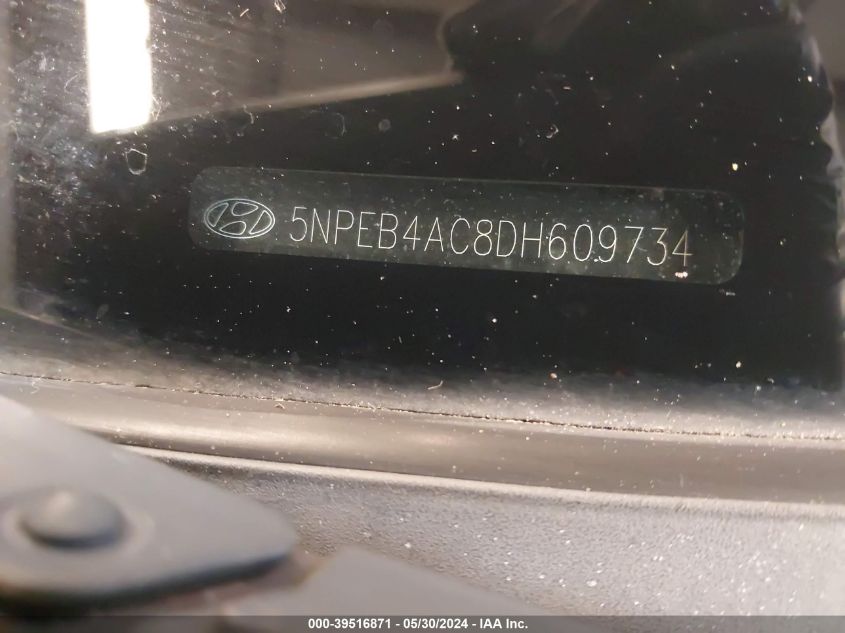 5NPEB4AC8DH609734
000-39516871 — 05/30/2024 — IAA Inc.